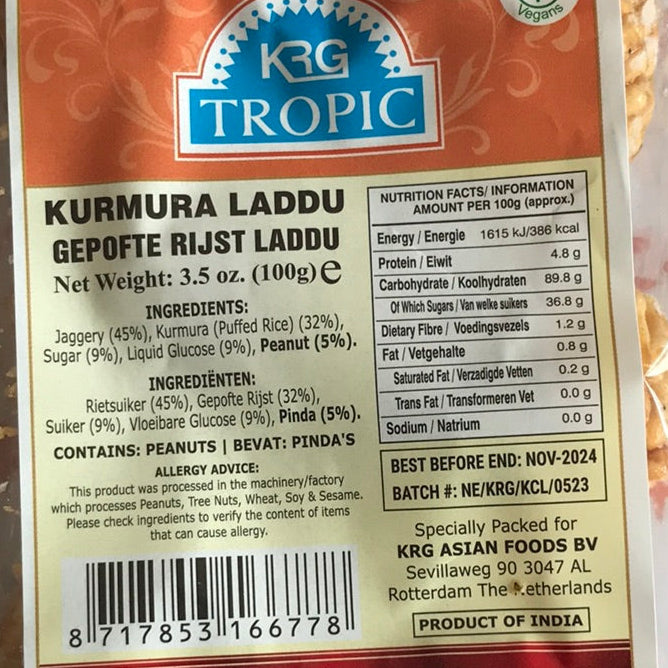 Vegans
KRG
TROPIC
KURMURA LADDU
GEPOFTE RIJST LADDU
Net Weight: 3.5 oz. (100g) e
INGREDIENTS:
Jaggery (45%), Kurmura (Puffed Rice) (32%),
Sugar (9%), Liquid Glucose (9%), Peanut (5%).
INGREDIËNTEN:
Rietsuiker (45%), Gepofte Rijst (32%),
Suiker (9%), Vloeibare Glucose (9%), Pinda (5%).
CONTAINS: PEANUTS | BEVAT: PINDA'S
ALLERGY ADVICE:
This product was processed in the machinery/factory
which processes Peanuts, Tree Nuts, Wheat, Soy & Sesame.
Please check ingredients to verify the content of items
that can cause allergy.
8 717853 166778
NUTRITION FACTS/ INFORMATION
AMOUNT PER 100g (approx.)
Energy / Energie 1615 kJ/386 kcal
Protein / Eiwit 4.8 g
Carbohydrate / Koolhydraten 89.8 g
Of Which Sugars / Van welke suikers 36.8 g
Dietary Fibre / Voedingsvezels 1.2 g
Fat / Vetgehalte 0.8 g
Saturated Fat / Verzadigde Vetten 0.2 g
Trans Fat / Transformeren Vet 0.0 g
Sodium / Natrium 0.0 g
BEST BEFORE END: NOV-2024
BATCH #: NE/KRG/KCL/0523
Specially Packed for
KRG ASIAN FOODS BV
Sevillaweg 90 3047 AL
Rotterdam The Netherlands
PRODUCT OF INDIA